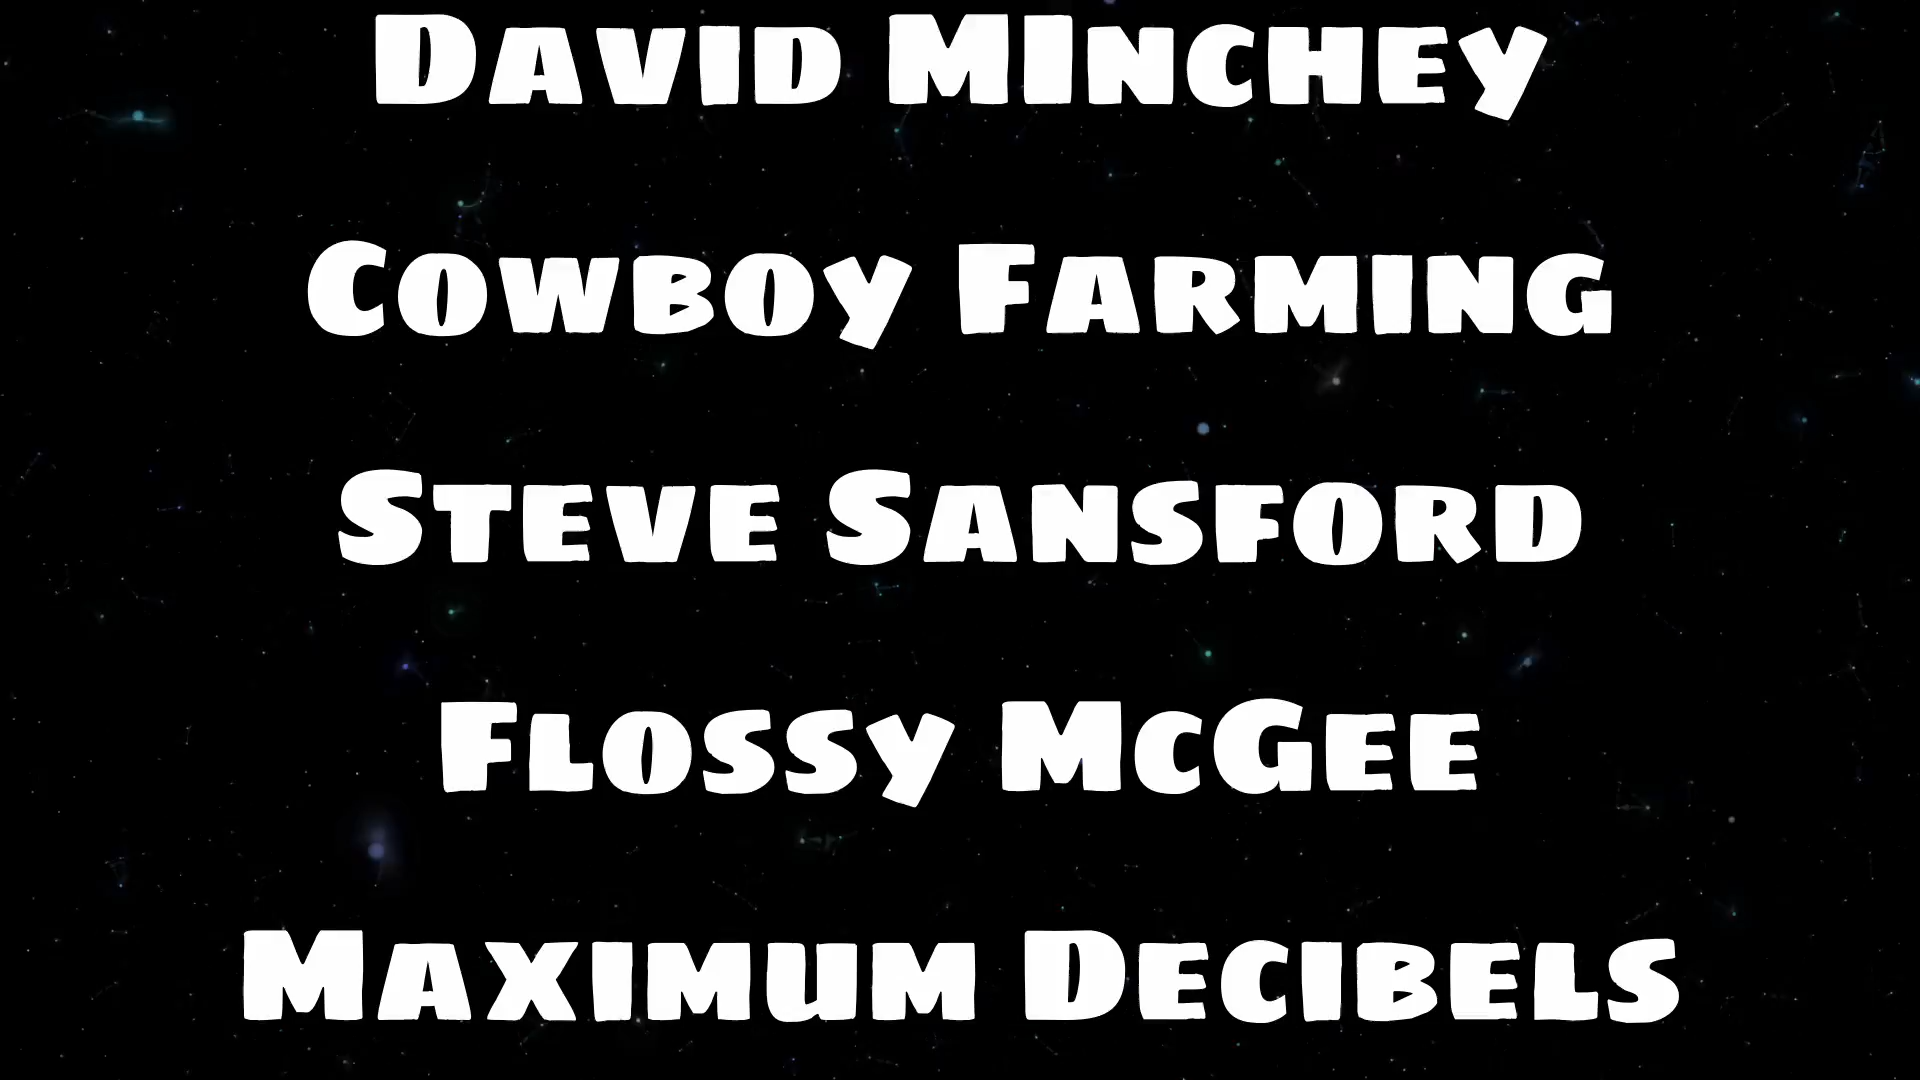 David MInchey
Cowboy Farming
Steve Sansford
Flossy McGee
Maximum Decibels